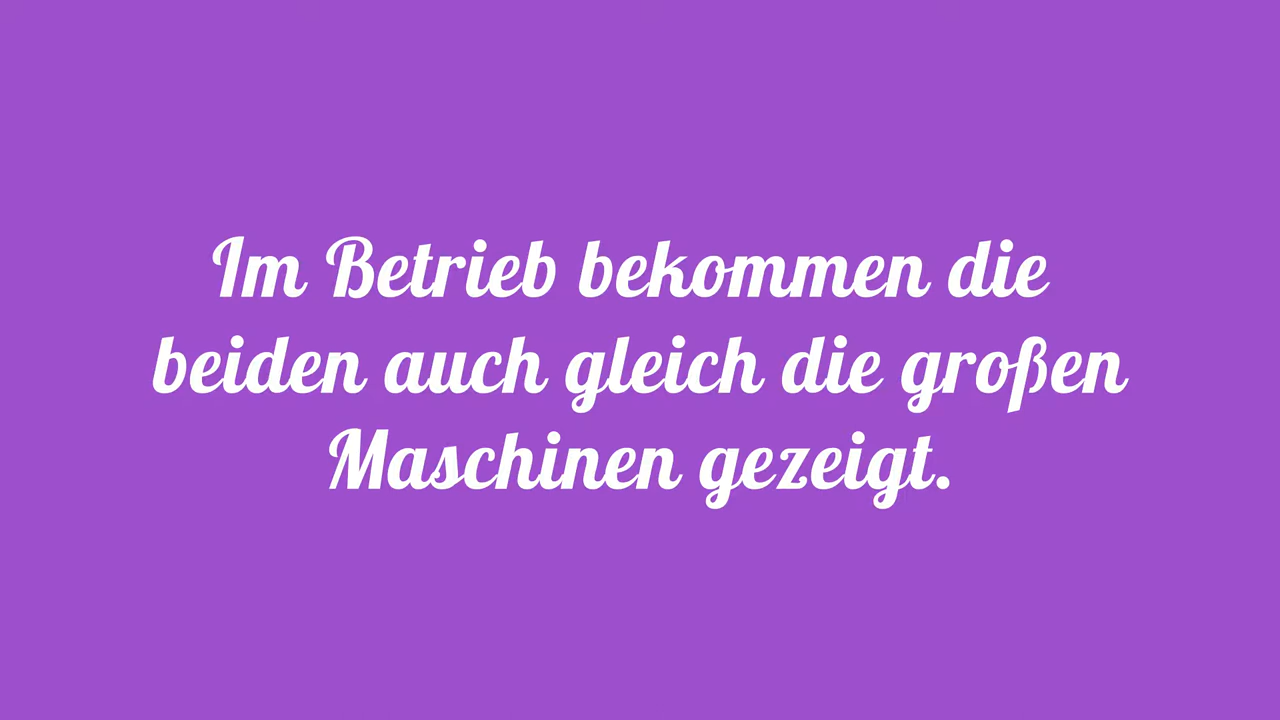 Im Betrieb bekommen die
beiden auch gleich die großen
Maschinen gezeigt.